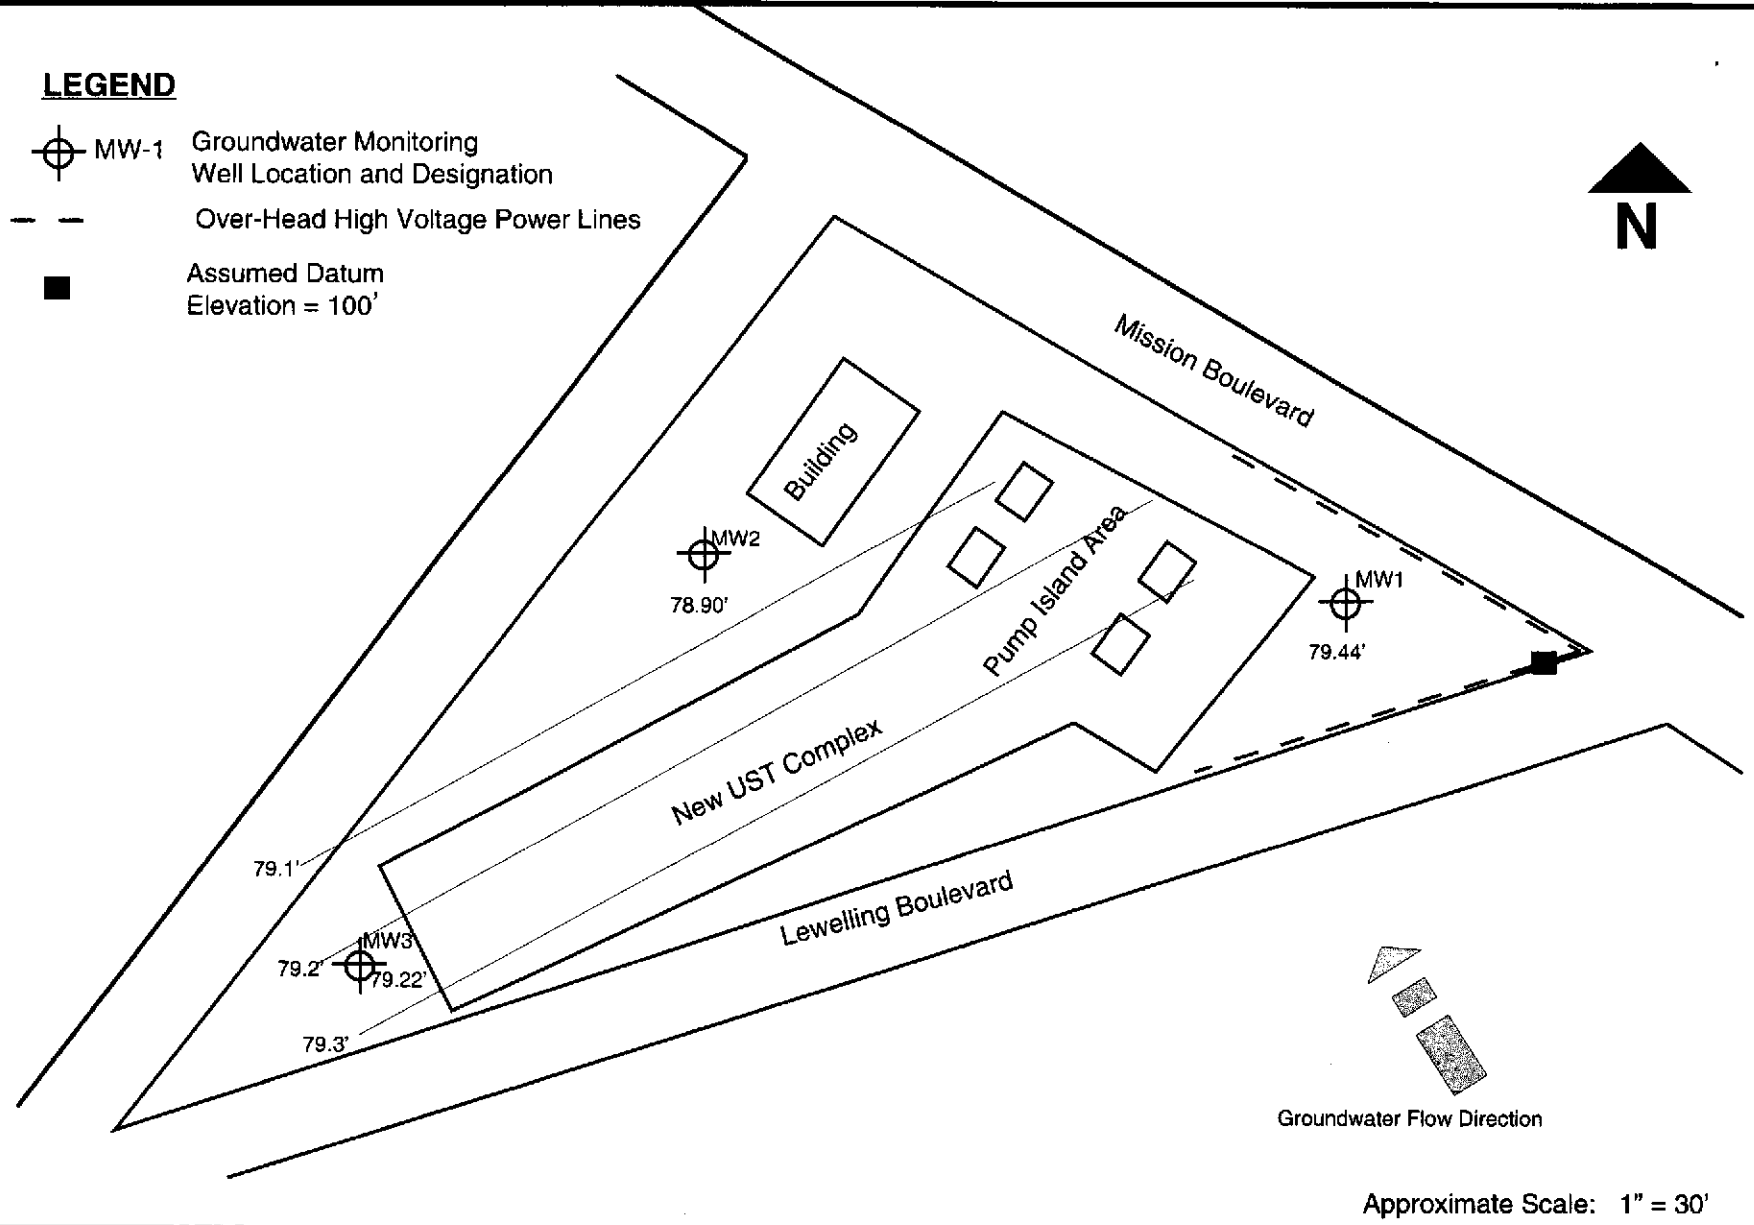 LEGEND
MW-1
Groundwater Monitoring
Well Location and Designation
Over-Head High Voltage Power Lines
Assumed Datum
Elevation = 100'
N
Mission Boulevard
Building
MW2
78.90'
Pump Island Area
MW1
79.44'
New UST Complex
79.1'
Lewelling Boulevard
MW3
79.2'
79.22'
79.3'
Groundwater Flow Direction
Approximate Scale: 1" = 30'